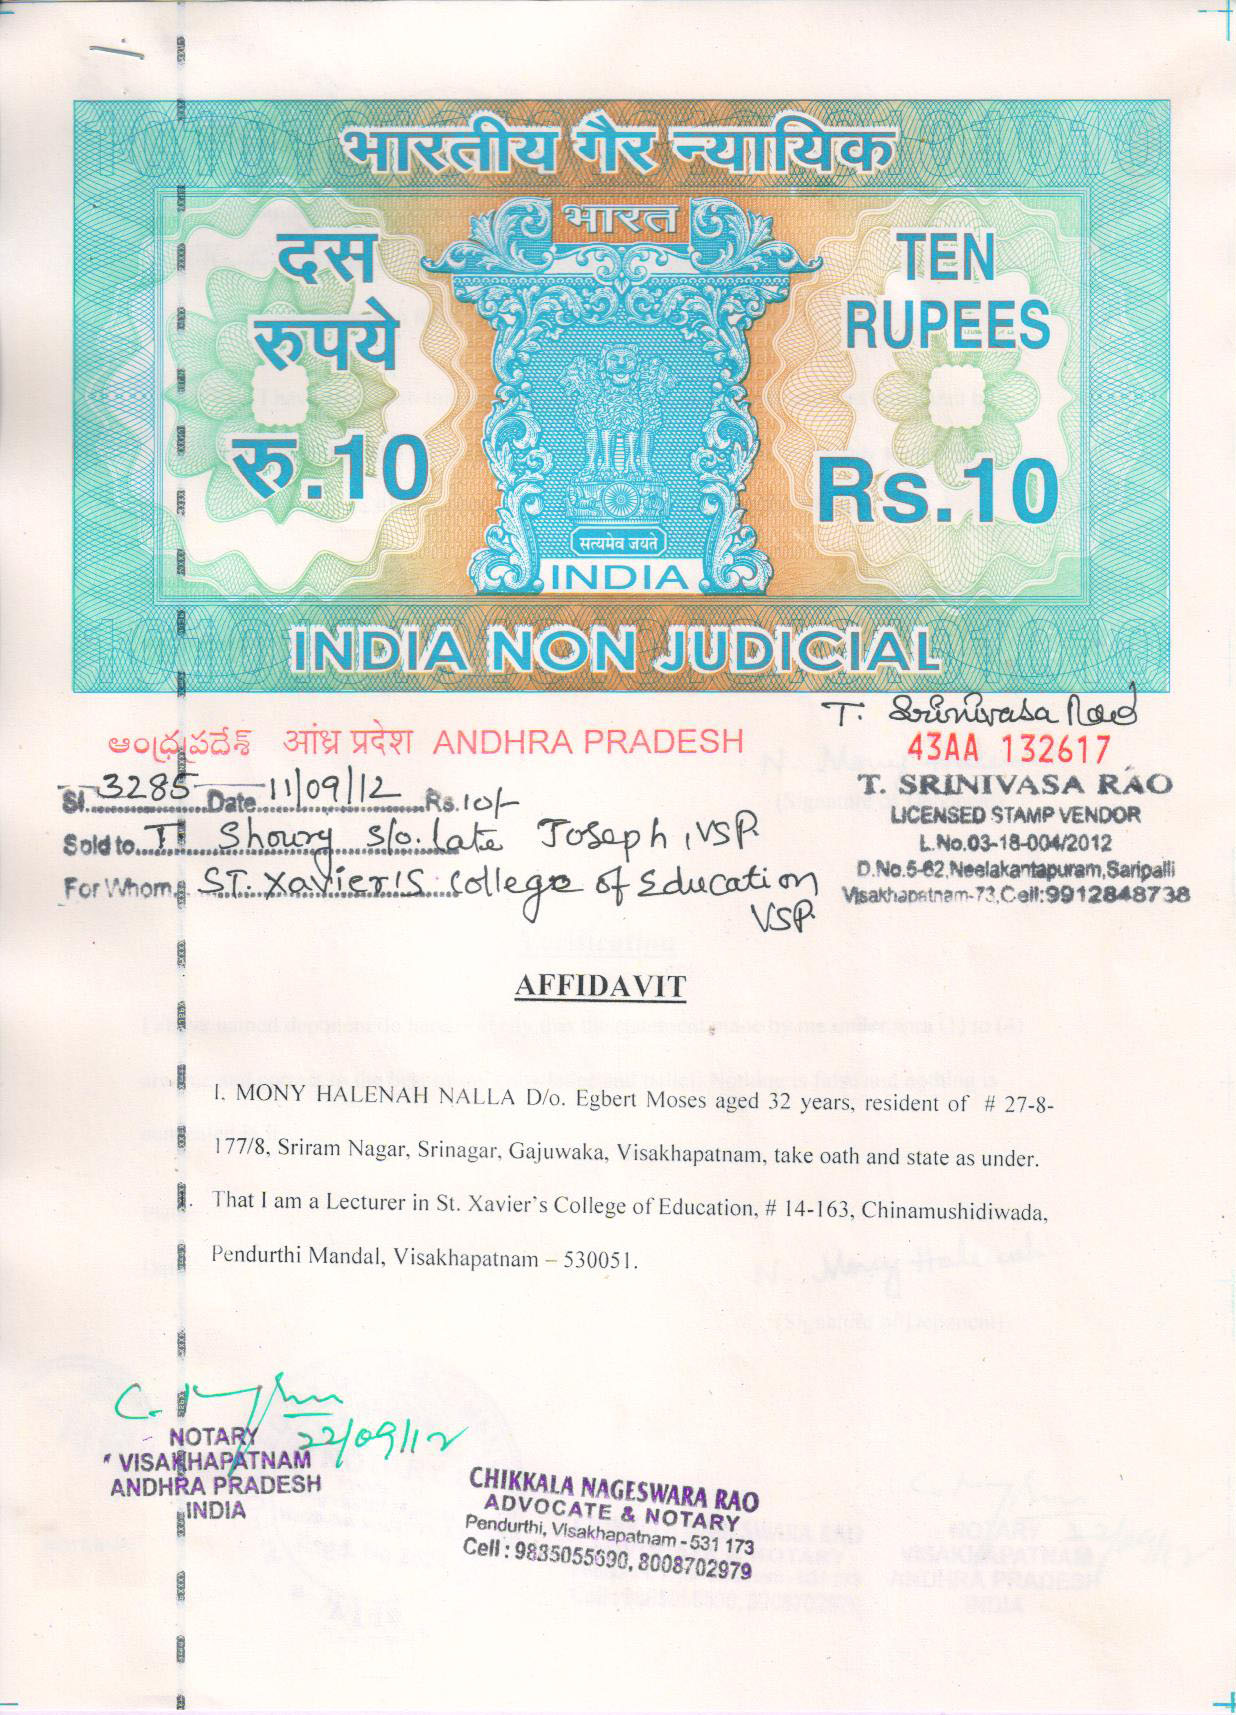 भारतीय गैर न्यायिक
भारत
दस
रुपये
रु.10
TEN
RUPEES
Rs.10
सत्यमेव जयते
INDIA
INDIA NON JUDICIAL
ఆంధ్రప్రదేశ్ आंध्र प्रदेश ANDHRA PRADESH
T. Srinivasa Rao
43AA 132617
T. SRINIVASA RAO
LICENSED STAMP VENDOR
L.No.03-18-004/2012
D.No.5-62, Neelakantapuram, Saripalli
Visakhapatnam-73, Cell:9912848738
Sl. 3285 Date 11/09/12 Rs. 10/-
Sold to T. Shoury S/o. late Joseph, VSP.
For Whom ST. Xavier's College of Education
VSP.
AFFIDAVIT
I, MONY HALENAH NALLA D/o. Egbert Moses aged 32 years, resident of # 27-8-
177/8, Sriram Nagar, Srinagar, Gajuwaka, Visakhapatnam, take oath and state as under.
1. That I am a Lecturer in St. Xavier's College of Education, # 14-163, Chinamushidiwada,
Pendurthi Mandal, Visakhapatnam – 530051.
22/09/12
NOTARY
VISAKHAPATNAM
ANDHRA PRADESH
INDIA
CHIKKALA NAGESWARA RAO
ADVOCATE & NOTARY
Pendurthi, Visakhapatnam - 531 173
Cell : 9835055690, 8008702979